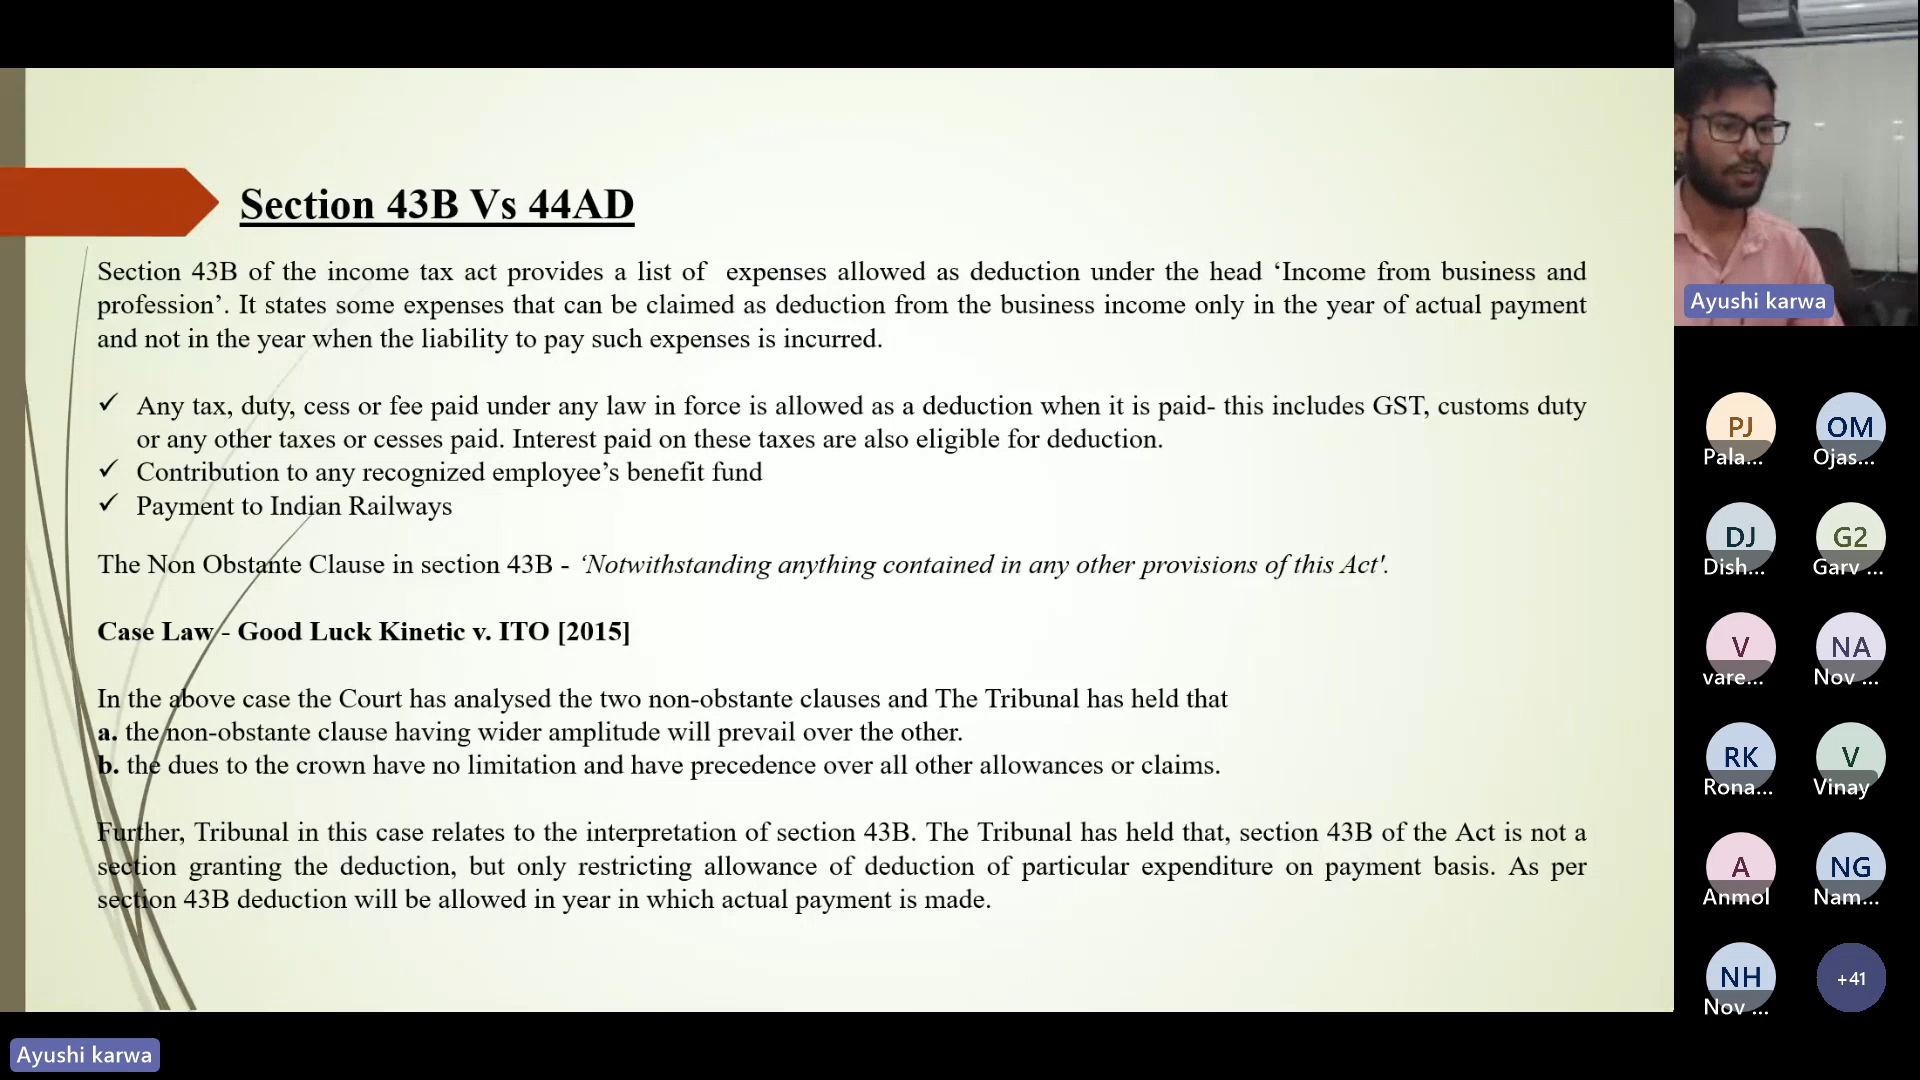 Section 43B Vs 44AD
Section 43B of the income tax act provides a list of  expenses allowed as deduction under the head ‘Income from business and
profession’. It states some expenses that can be claimed as deduction from the business income only in the year of actual payment
and not in the year when the liability to pay such expenses is incurred.
✓ Any tax, duty, cess or fee paid under any law in force is allowed as a deduction when it is paid- this includes GST, customs duty
or any other taxes or cesses paid. Interest paid on these taxes are also eligible for deduction.
✓ Contribution to any recognized employee’s benefit fund
✓ Payment to Indian Railways
The Non Obstante Clause in section 43B - ‘Notwithstanding anything contained in any other provisions of this Act'.
Case Law - Good Luck Kinetic v. ITO [2015]
In the above case the Court has analysed the two non-obstante clauses and The Tribunal has held that
a. the non-obstante clause having wider amplitude will prevail over the other.
b. the dues to the crown have no limitation and have precedence over all other allowances or claims.
Further, Tribunal in this case relates to the interpretation of section 43B. The Tribunal has held that, section 43B of the Act is not a
section granting the deduction, but only restricting allowance of deduction of particular expenditure on payment basis. As per
section 43B deduction will be allowed in year in which actual payment is made.
Ayushi karwa
Ayushi karwa
PJ
Pala...
OM
Ojas...
DJ
Dish...
G2
Garv ...
V
vare...
NA
Nov ...
RK
Rona...
V
Vinay
A
Anmol
NG
Nam...
NH
Nov ...
+41